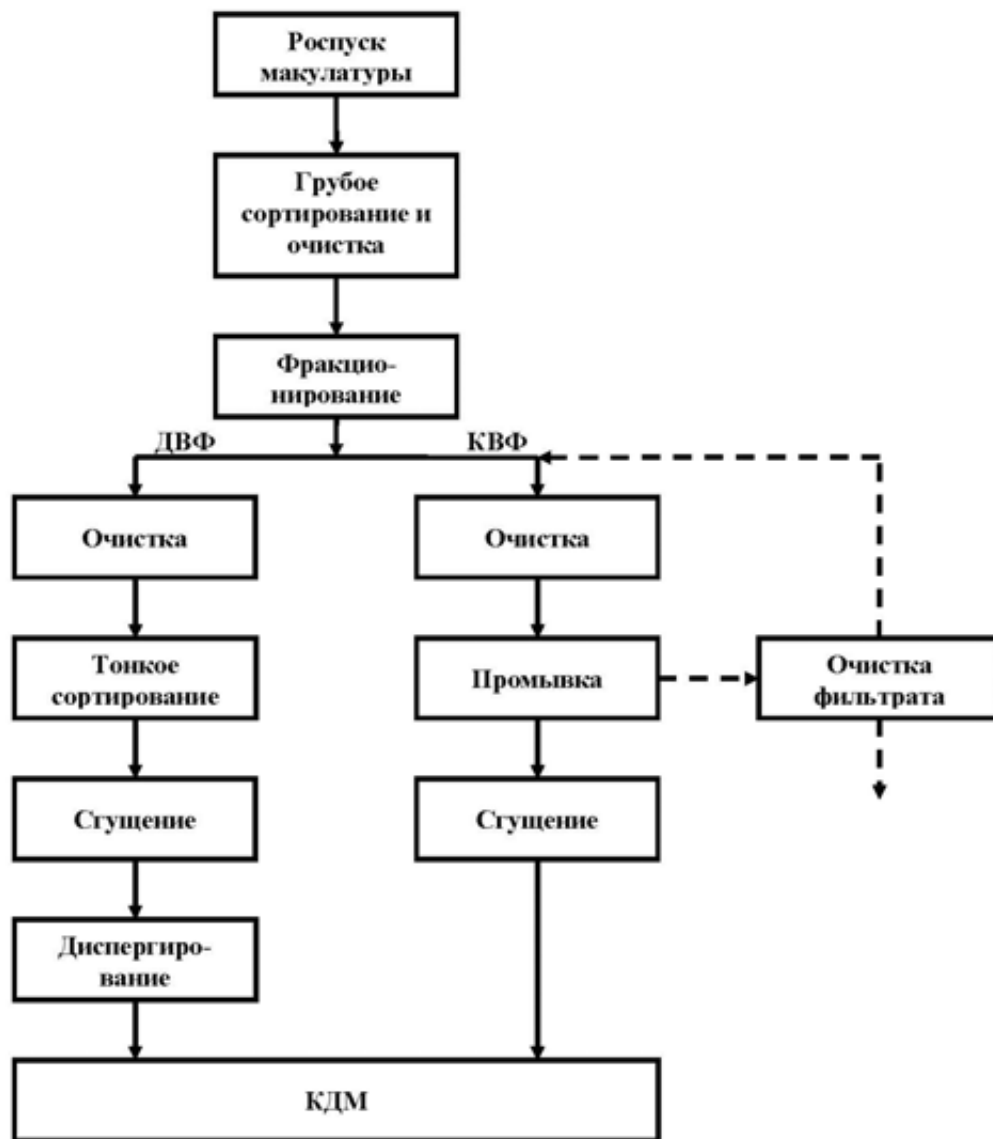 Роспуск
макулатуры
Грубое
сортирование и
очистка
Фракцио-
нирование
ДВФ
КВФ
Очистка
Очистка
Тонкое
сортирование
Промывка
Очистка
фильтрата
Сгущение
Сгущение
Диспергиро-
вание
КДМ